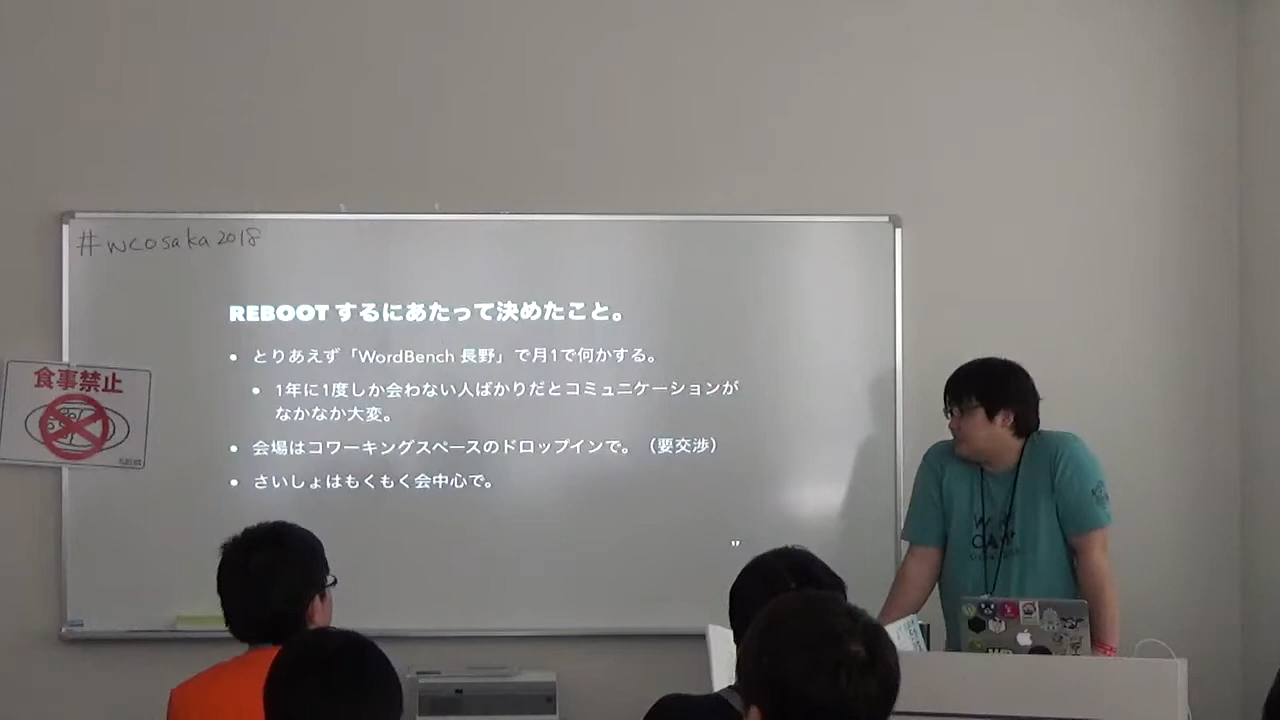 #wcosaka2018
REBOOT するにあたって決めたこと。
• とりあえず「WordBench 長野」で月1で何かする。
• 1年に1度しか会わない人ばかりだとコミュニケーションが
なかなか大変。
• 会場はコワーキングスペースのドロップインで。（要交渉）
• さいしょはもくもく会中心で。
"
食事禁止